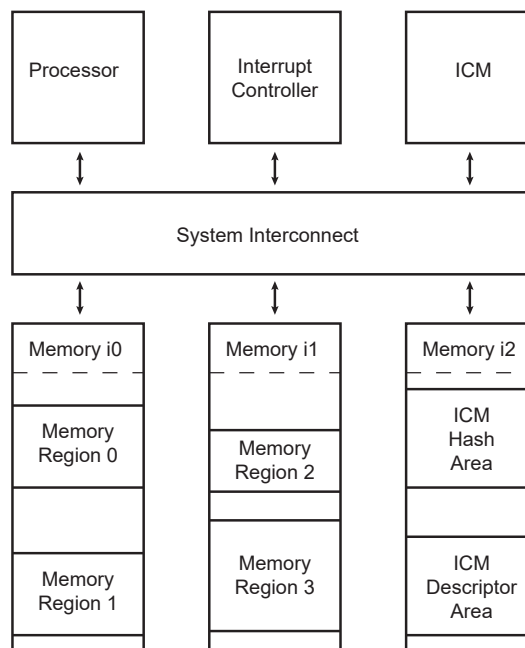 Processor
Interrupt
Controller
ICM
System Interconnect
Memory i0
Memory i1
Memory i2
Memory
Region 0
Memory
Region 2
ICM
Hash
Area
Memory
Region 1
Memory
Region 3
ICM
Descriptor
Area